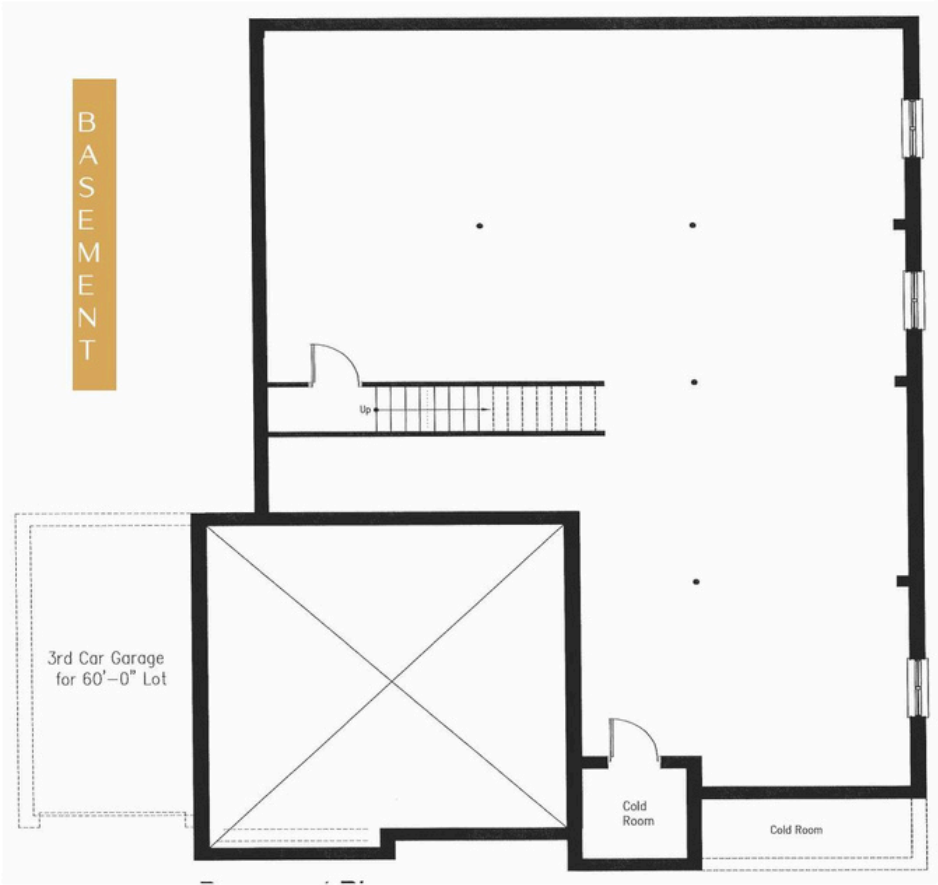 BASEMENT
Up
3rd Car Garage
for 60'-0" Lot
Cold
Room
Cold Room